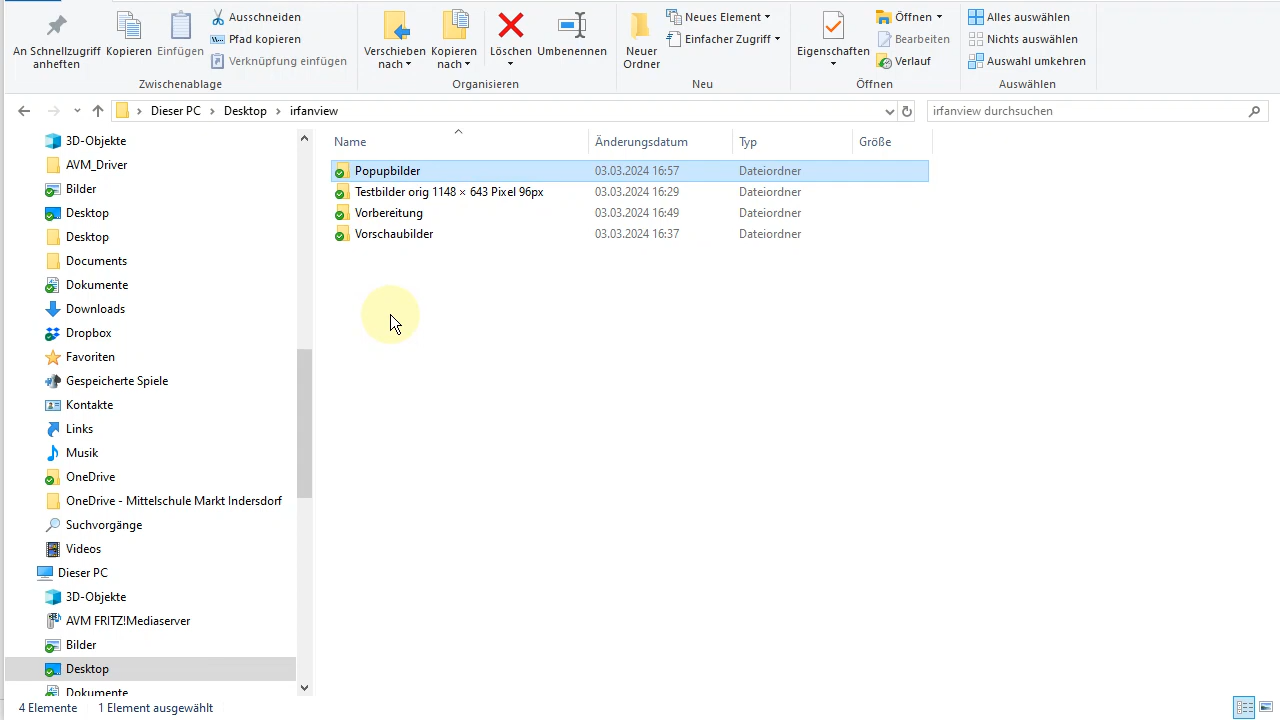 An Schnellzugriff anheften
Kopieren
Einfügen
Ausschneiden
Pfad kopieren
Verknüpfung einfügen
Zwischenablage
Verschieben nach
Kopieren nach
Löschen
Umbenennen
Organisieren
Neuer Ordner
Neues Element
Einfacher Zugriff
Neu
Eigenschaften
Öffnen
Bearbeiten
Verlauf
Öffnen
Alles auswählen
Nichts auswählen
Auswahl umkehren
Auswählen
Dieser PC > Desktop > irfanview
irfanview durchsuchen
3D-Objekte
AVM_Driver
Bilder
Desktop
Desktop
Documents
Dokumente
Downloads
Dropbox
Favoriten
Gespeicherte Spiele
Kontakte
Links
Musik
OneDrive
OneDrive - Mittelschule Markt Indersdorf
Suchvorgänge
Videos
Dieser PC
3D-Objekte
AVM FRITZ!Mediaserver
Bilder
Desktop
Dokumente
Name Änderungsdatum Typ Größe
Popupbilder 03.03.2024 16:57 Dateiordner
Testbilder orig 1148 × 643 Pixel 96px 03.03.2024 16:29 Dateiordner
Vorbereitung 03.03.2024 16:49 Dateiordner
Vorschaubilder 03.03.2024 16:37 Dateiordner
4 Elemente 1 Element ausgewählt